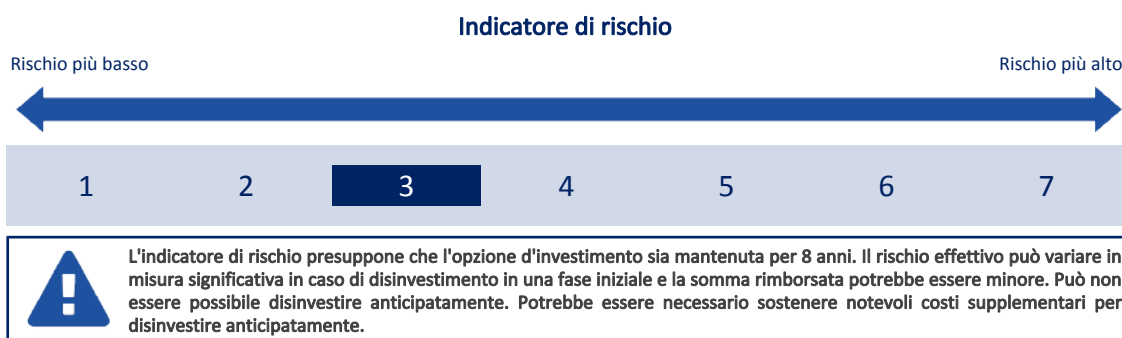 Indicatore di rischio
Rischio più basso
Rischio più alto
1 2 3 4 5 6 7
L'indicatore di rischio presuppone che l'opzione d'investimento sia mantenuta per 8 anni. Il rischio effettivo può variare in
misura significativa in caso di disinvestimento in una fase iniziale e la somma rimborsata potrebbe essere minore. Può non
essere possibile disinvestire anticipatamente. Potrebbe essere necessario sostenere notevoli costi supplementari per
disinvestire anticipatamente.